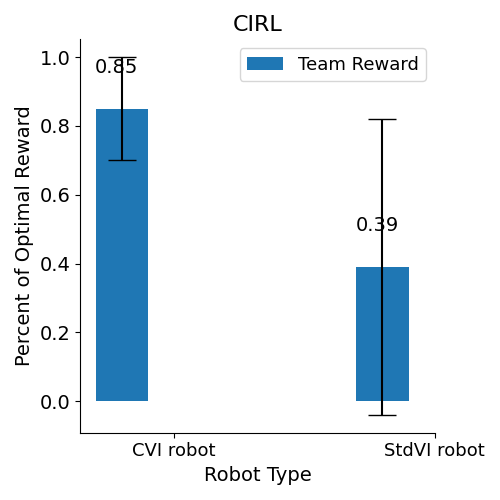 CIRL
Team Reward
Percent of Optimal Reward
1.0
0.8
0.6
0.4
0.2
0.0
0.85
0.39
CVI robot
StdVI robot
Robot Type